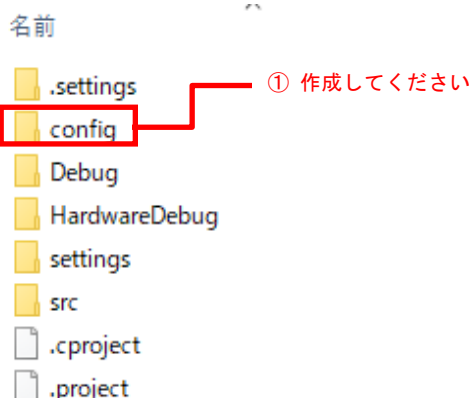 名前
.settings
① 作成してください
config
Debug
HardwareDebug
settings
src
.cproject
.project